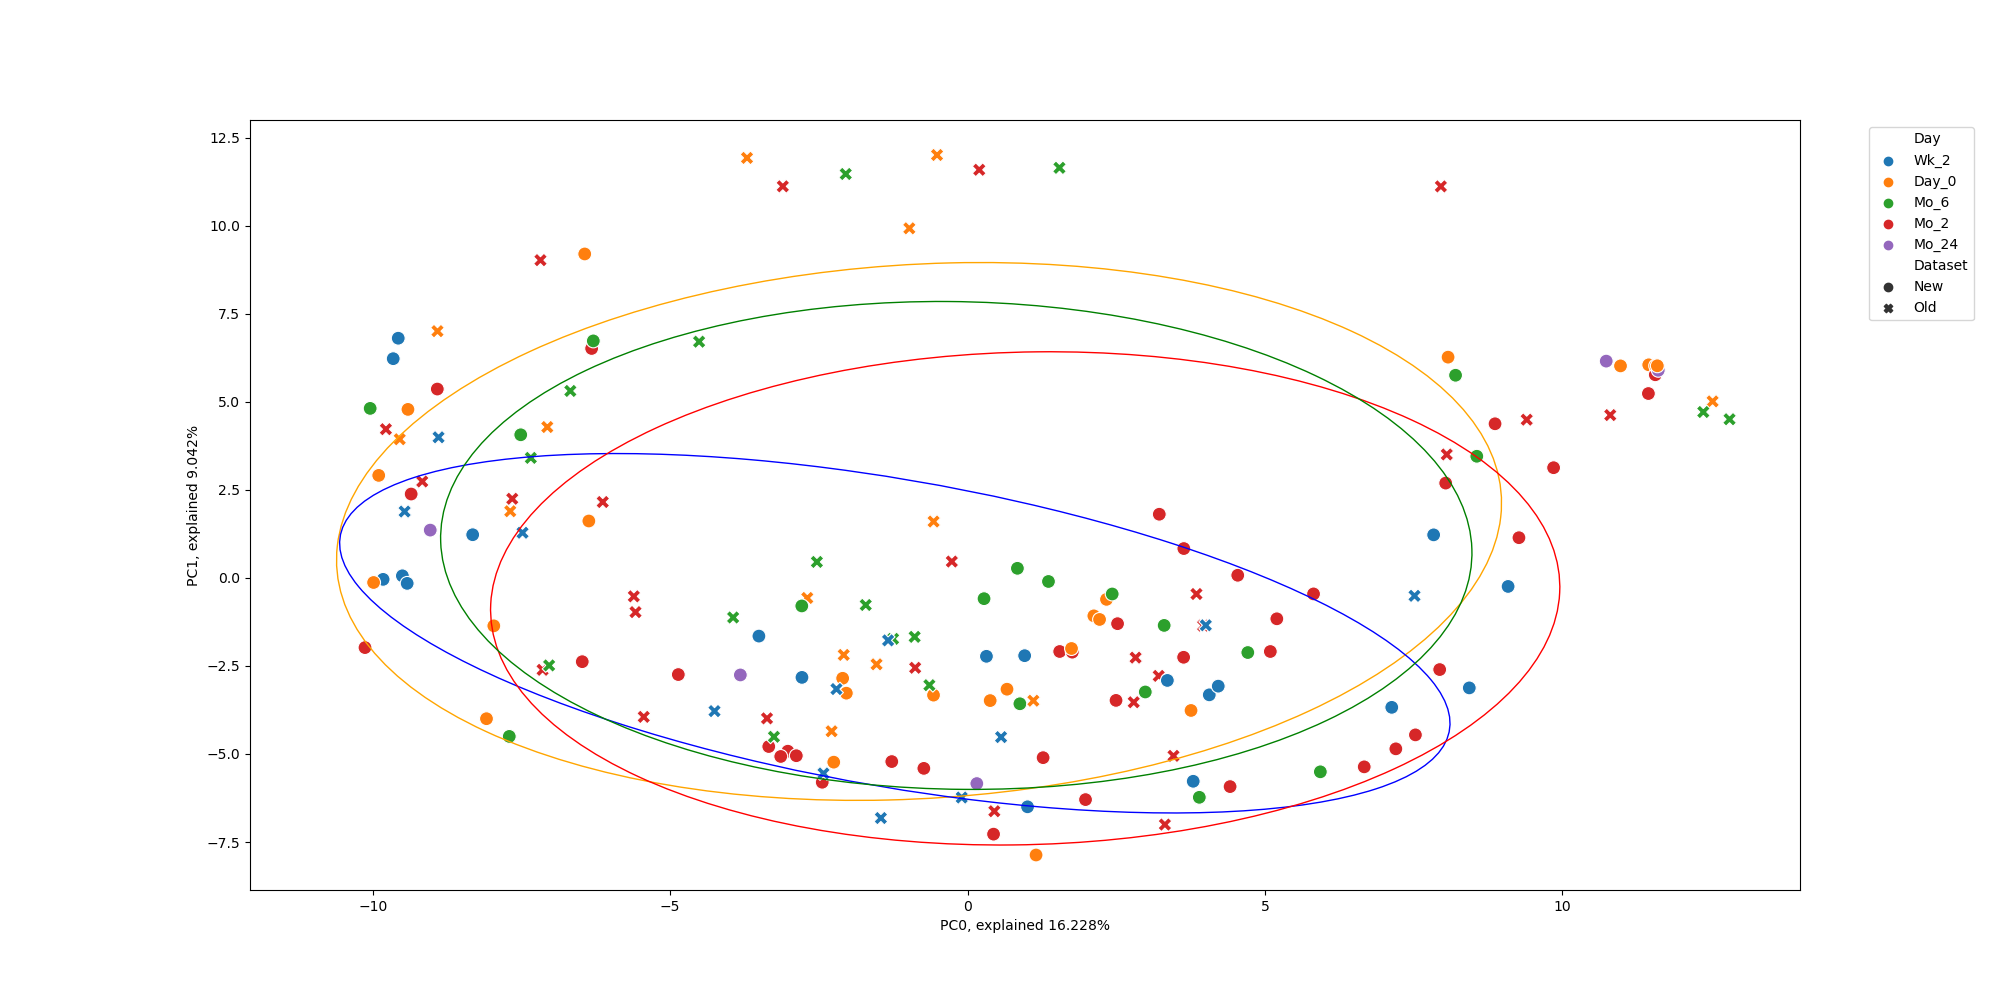 12.5
10.0
7.5
5.0
2.5
0.0
−2.5
−5.0
−7.5
PC1, explained 9.042%
−10
−5
0
5
10
PC0, explained 16.228%
Day
Wk_2
Day_0
Mo_6
Mo_2
Mo_24
Dataset
New
Old